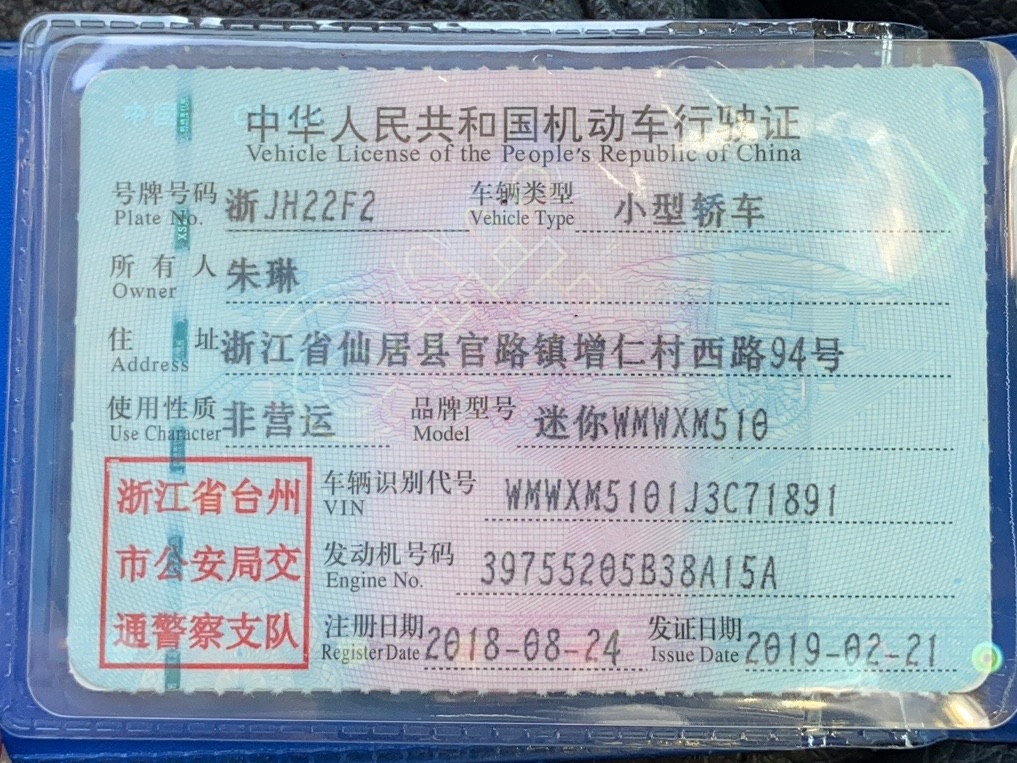 中华人民共和国机动车行驶证
Vehicle License of the People's Republic of China
号牌号码 浙JH22F2 车辆类型 小型轿车
Plate No. Vehicle Type
所有人 朱琳
Owner
住址 浙江省仙居县官路镇增仁村西路94号
Address
使用性质 非营运 品牌型号 迷你WMWXM510
Use Character Model
浙江省台州
市公安局交
通警察支队
车辆识别代号 WMWXM5101J3C71891
VIN
发动机号码 39755205B38A15A
Engine No.
注册日期 2018-08-24 发证日期 2019-02-21
Register Date Issue Date